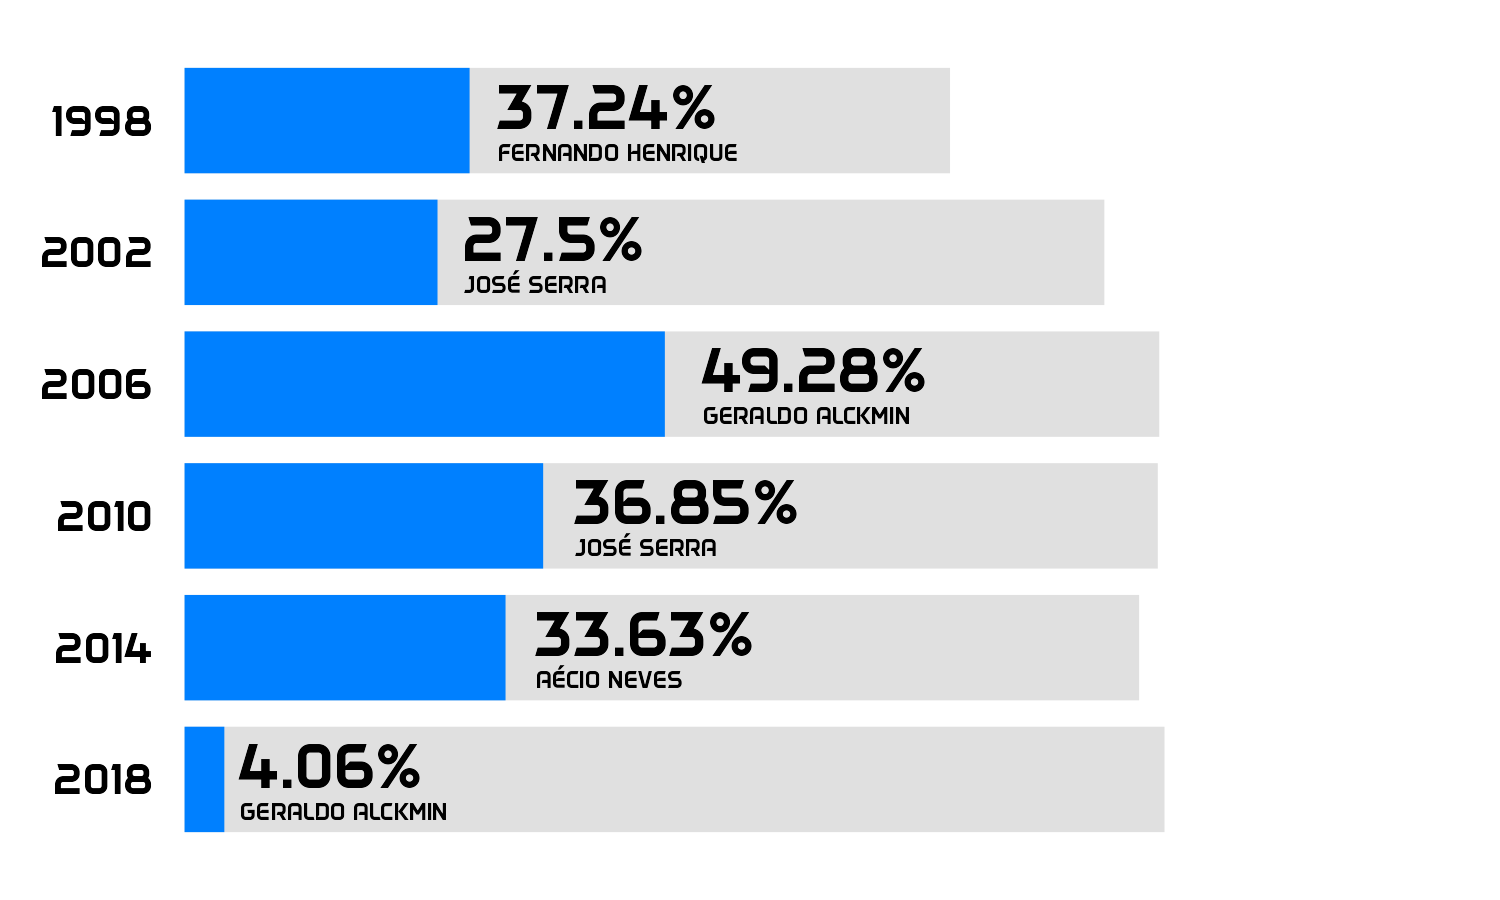 1998
37.24%
FERNANDO HENRIQUE
2002
27.5%
JOSÉ SERRA
2006
49.28%
GERALDO ALCKMIN
2010
36.85%
JOSÉ SERRA
2014
33.63%
AÉCIO NEVES
2018
4.06%
GERALDO ALCKMIN